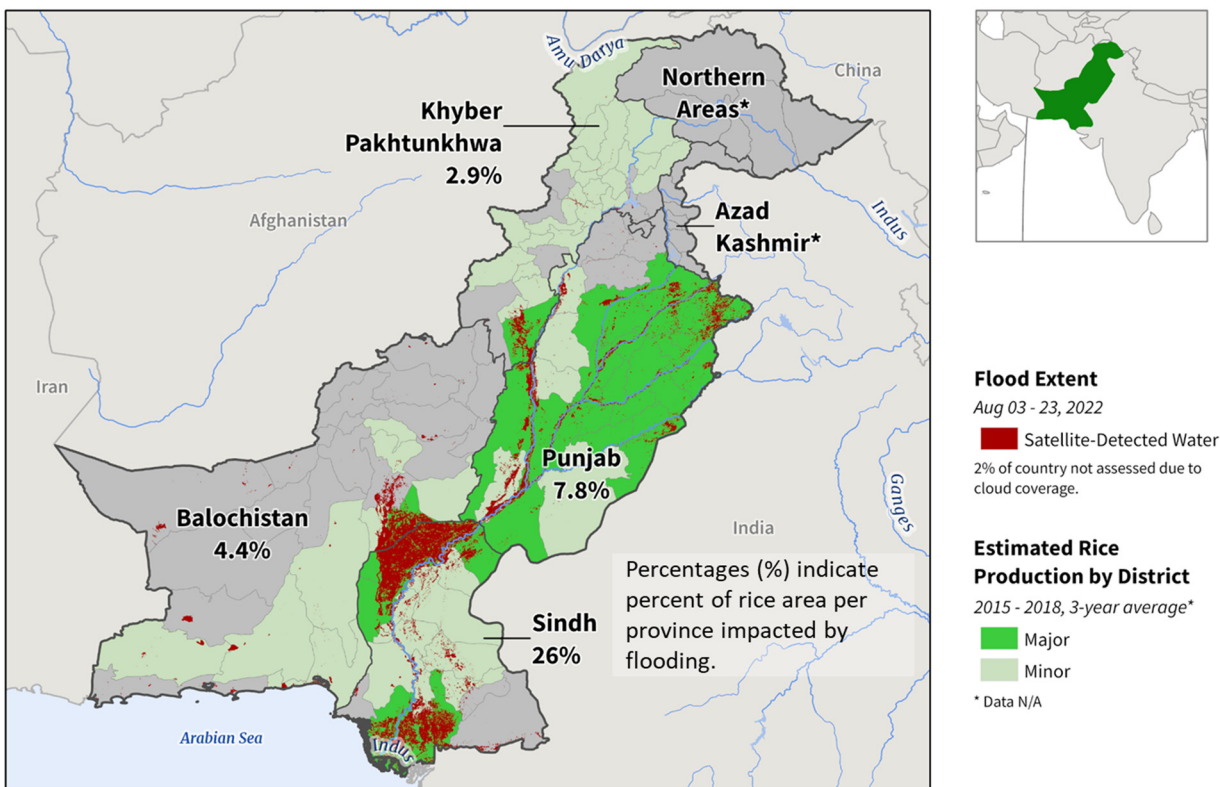 Amu Darya
Northern
Areas*
China
Khyber
Pakhtunkhwa
2.9%
Afghanistan
Azad
Kashmir*
Indus
Iran
Punjab
7.8%
Ganges
Balochistan
4.4%
India
Percentages (%) indicate
percent of rice area per
province impacted by
flooding.
Sindh
26%
Arabian Sea
Indus
Flood Extent
Aug 03 - 23, 2022
Satellite-Detected Water
2% of country not assessed due to
cloud coverage.
Estimated Rice
Production by District
2015 - 2018, 3-year average*
Major
Minor
* Data N/A